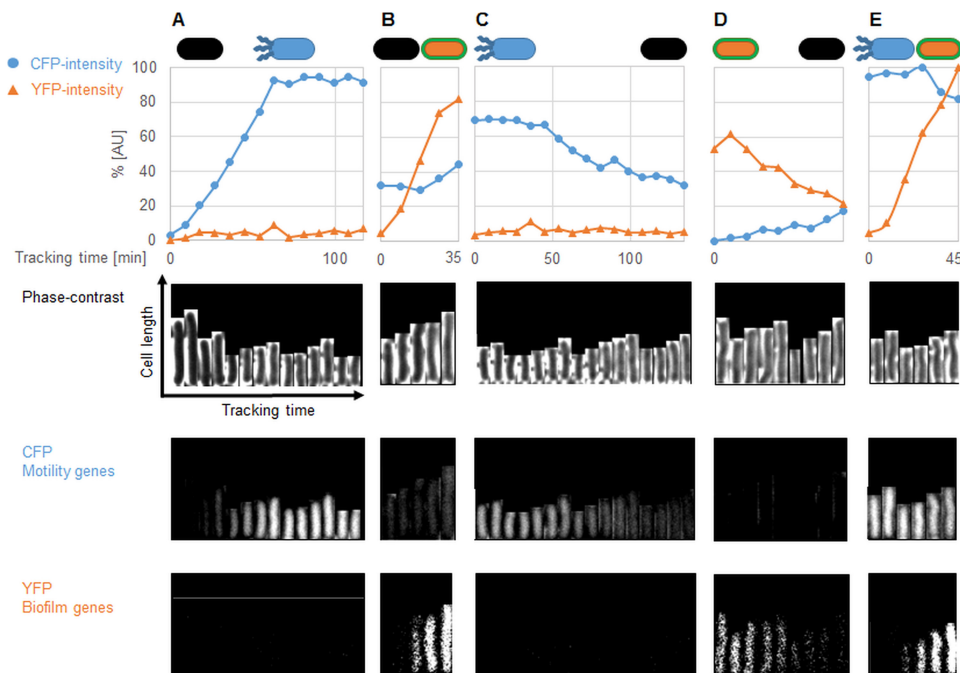 A B C D E
CFP-intensity
YFP-intensity
100
80
60
40
20
0
% [AU]
Tracking time [min] 0 100 0 35 0 50 100 0 0 45
Phase-contrast
Cell length
Tracking time
CFP
Motility genes
YFP
Biofilm genes